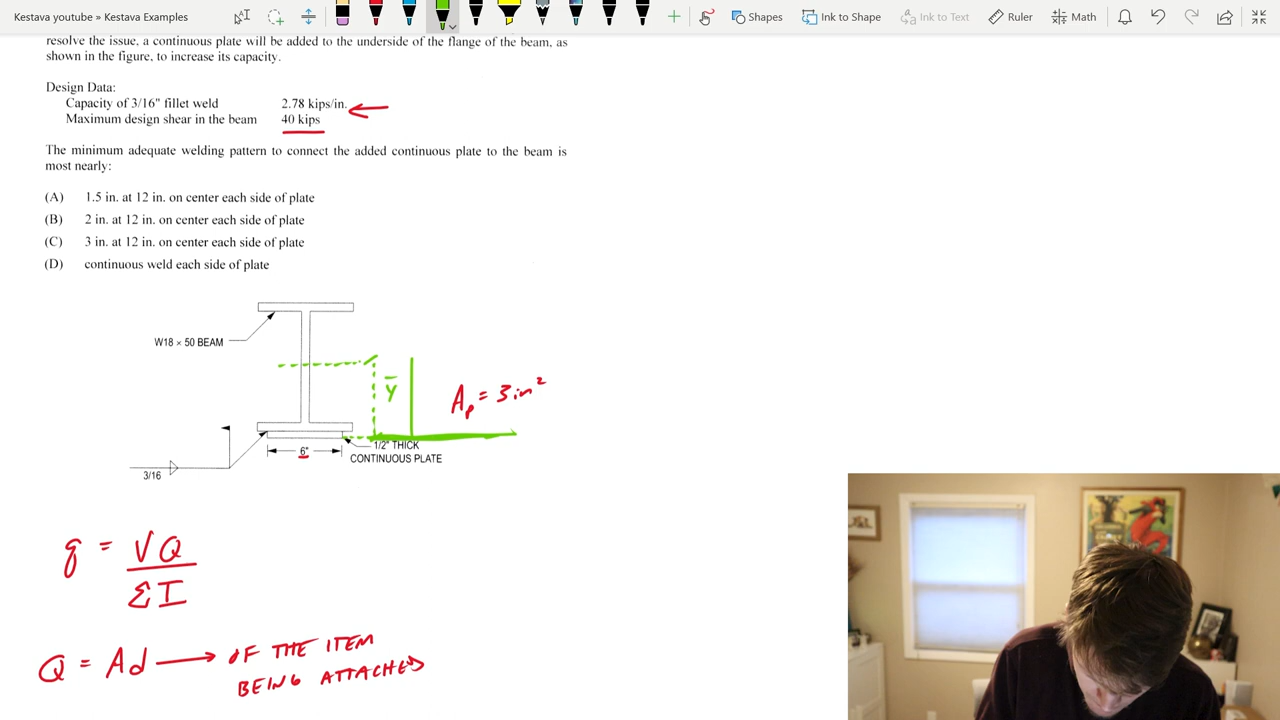 Kestava youtube » Kestava Examples
Shapes
Ink to Shape
Ink to Text
Ruler
Math
resolve the issue, a continuous plate will be added to the underside of the flange of the beam, as
shown in the figure, to increase its capacity.
Design Data:
Capacity of 3/16" fillet weld 2.78 kips/in.
Maximum design shear in the beam 40 kips
The minimum adequate welding pattern to connect the added continuous plate to the beam is
most nearly:
(A) 1.5 in. at 12 in. on center each side of plate
(B) 2 in. at 12 in. on center each side of plate
(C) 3 in. at 12 in. on center each side of plate
(D) continuous weld each side of plate
W18 × 50 BEAM
ȳ
Ap = 3 in²
6"
1/2" THICK
CONTINUOUS PLATE
3/16
q = VQ
ΣI
Q = Ad → OF THE ITEM
BEING ATTACHED